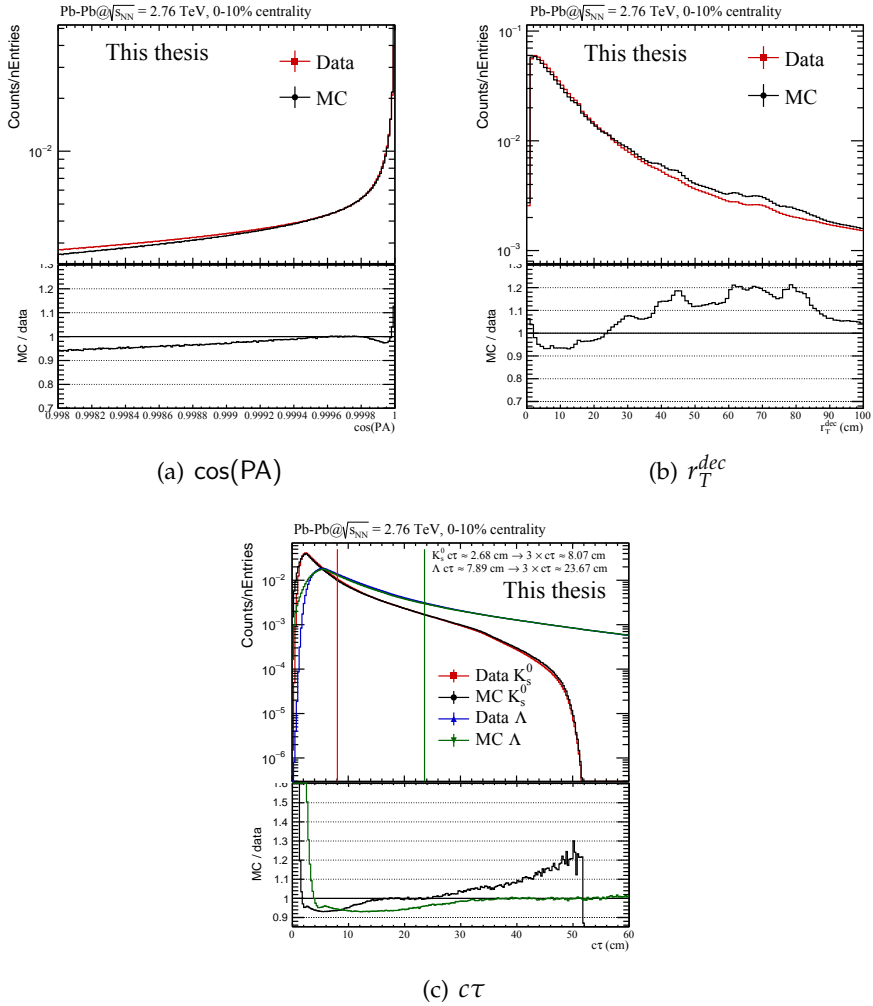 Pb-Pb@√s_NN = 2.76 TeV, 0-10% centrality
This thesis
Data
MC
Counts/nEntries
10⁻²
1.3
1.2
1.1
1
0.9
0.8
0.7
MC / data
0.998 0.9982 0.9984 0.9986 0.9988 0.999 0.9992 0.9994 0.9996 0.9998 1
cos(PA)
(a) cos(PA)
Pb-Pb@√s_NN = 2.76 TeV, 0-10% centrality
10⁻¹
This thesis
Data
MC
Counts/nEntries
10⁻²
10⁻³
1.3
1.2
1.1
1
0.9
0.8
0.7
MC / data
0 10 20 30 40 50 60 70 80 90 100
r_T^dec (cm)
(b) r_T^dec
Pb-Pb@√s_NN = 2.76 TeV, 0-10% centrality
K_s^0 cτ ≈ 2.68 cm → 3 × cτ ≈ 8.07 cm
Λ cτ ≈ 7.89 cm → 3 × cτ ≈ 23.67 cm
This thesis
Counts/nEntries
10⁻²
10⁻³
10⁻⁴
10⁻⁵
10⁻⁶
Data K_s^0
MC K_s^0
Data Λ
MC Λ
1.6
1.5
1.4
1.3
1.2
1.1
1
0.9
MC / data
0 10 20 30 40 50 60
cτ (cm)
(c) cτ